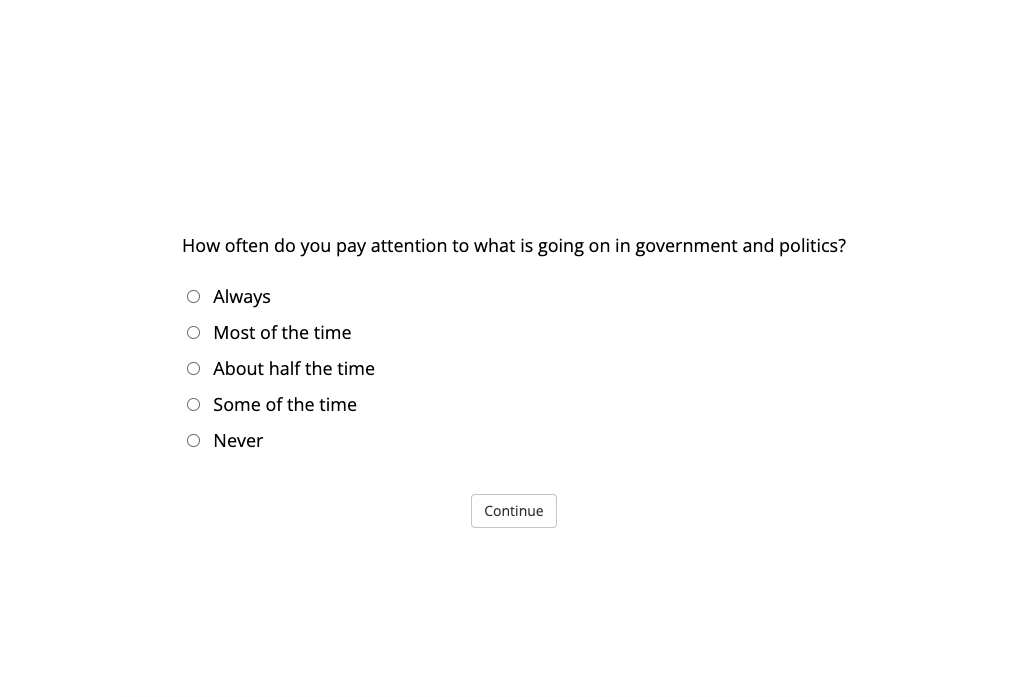 How often do you pay attention to what is going on in government and politics?
Always
Most of the time
About half the time
Some of the time
Never
Continue